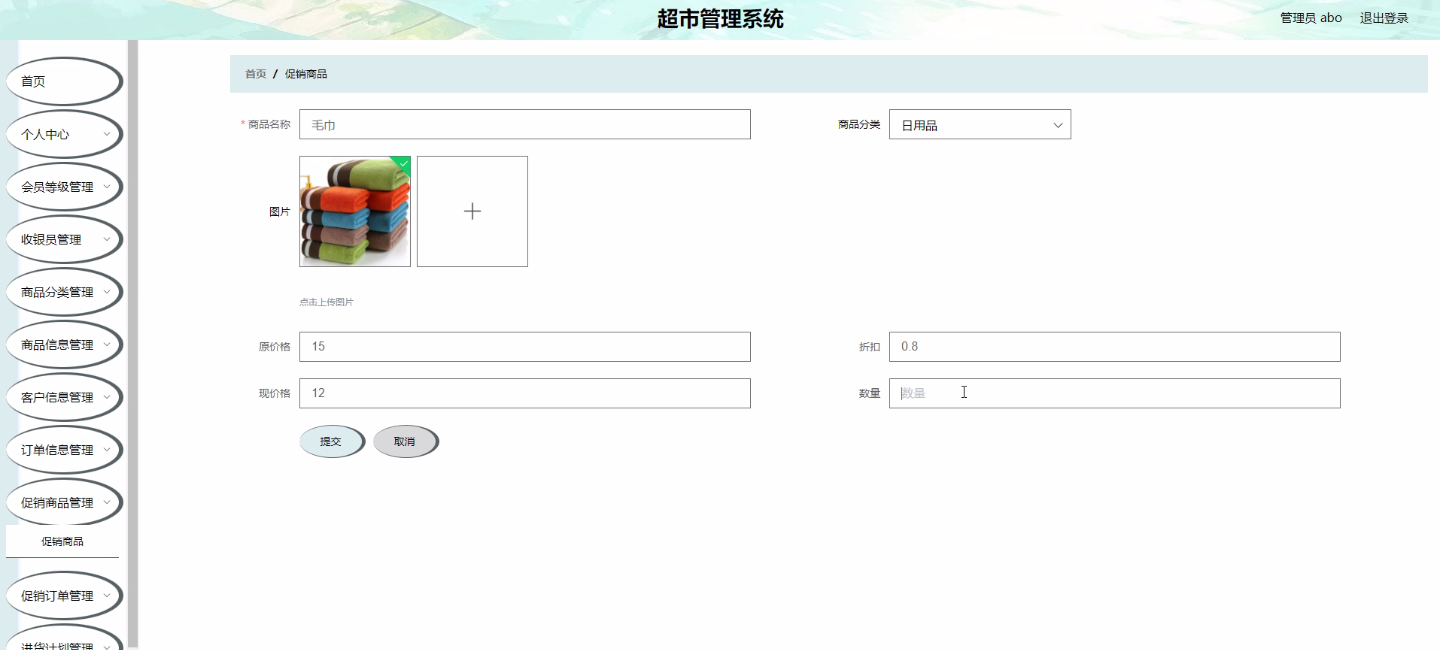 超市管理系统
管理员 abo 退出登录
首页
个人中心
会员等级管理
收银员管理
商品分类管理
商品信息管理
客户信息管理
订单信息管理
促销商品管理
促销商品
促销订单管理
进货计划管理
首页 / 促销商品
* 商品名称 毛巾 商品分类 日用品
图片
点击上传图片
原价格 15 折扣 0.8
现价格 12 数量 数量
提交 取消